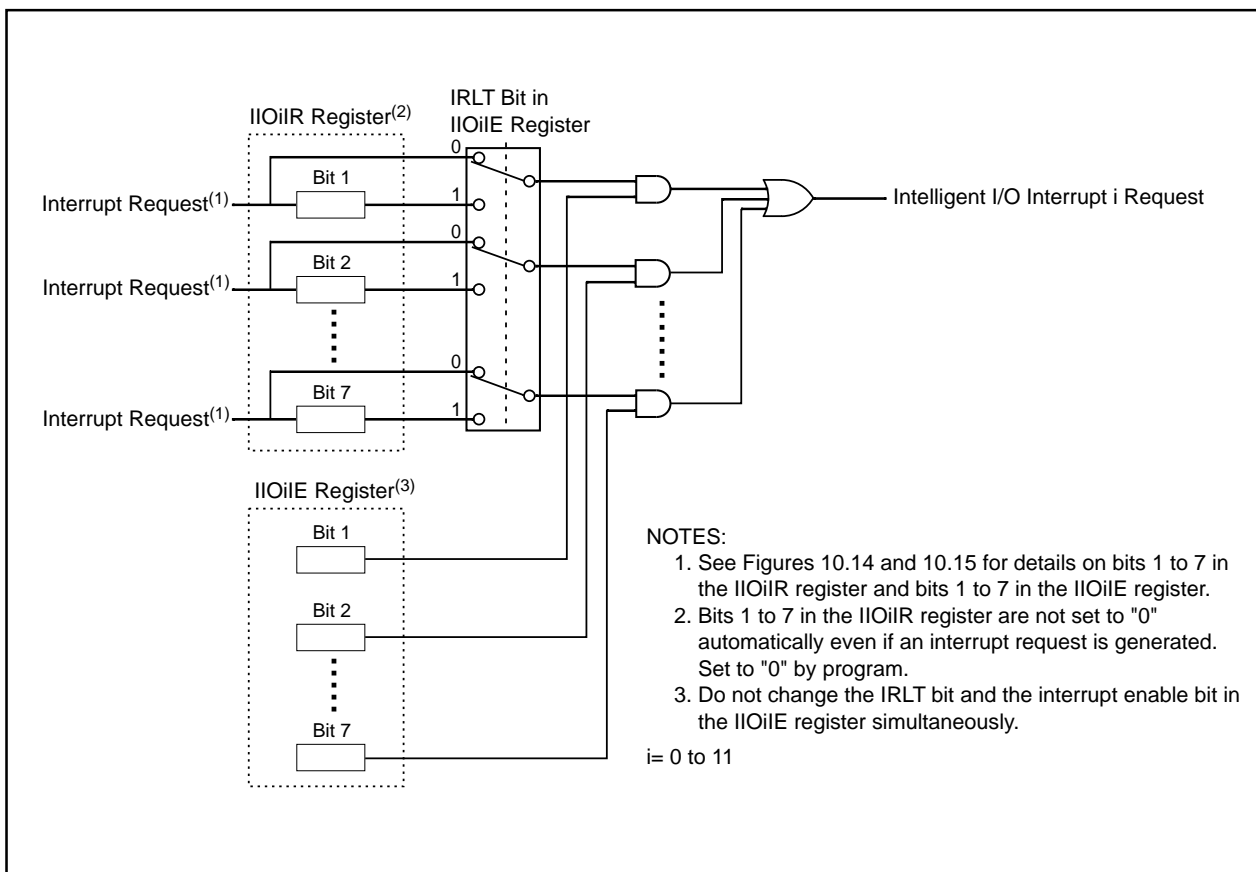 IIOiIR Register(2)
IRLT Bit in
IIOiIE Register
0
Bit 1
Interrupt Request(1)
1
Intelligent I/O Interrupt i Request
0
Bit 2
Interrupt Request(1)
1
0
Bit 7
Interrupt Request(1)
1
IIOiIE Register(3)
Bit 1
Bit 2
Bit 7
NOTES:
1. See Figures 10.14 and 10.15 for details on bits 1 to 7 in
the IIOiIR register and bits 1 to 7 in the IIOiIE register.
2. Bits 1 to 7 in the IIOiIR register are not set to "0"
automatically even if an interrupt request is generated.
Set to "0" by program.
3. Do not change the IRLT bit and the interrupt enable bit in
the IIOiIE register simultaneously.
i= 0 to 11